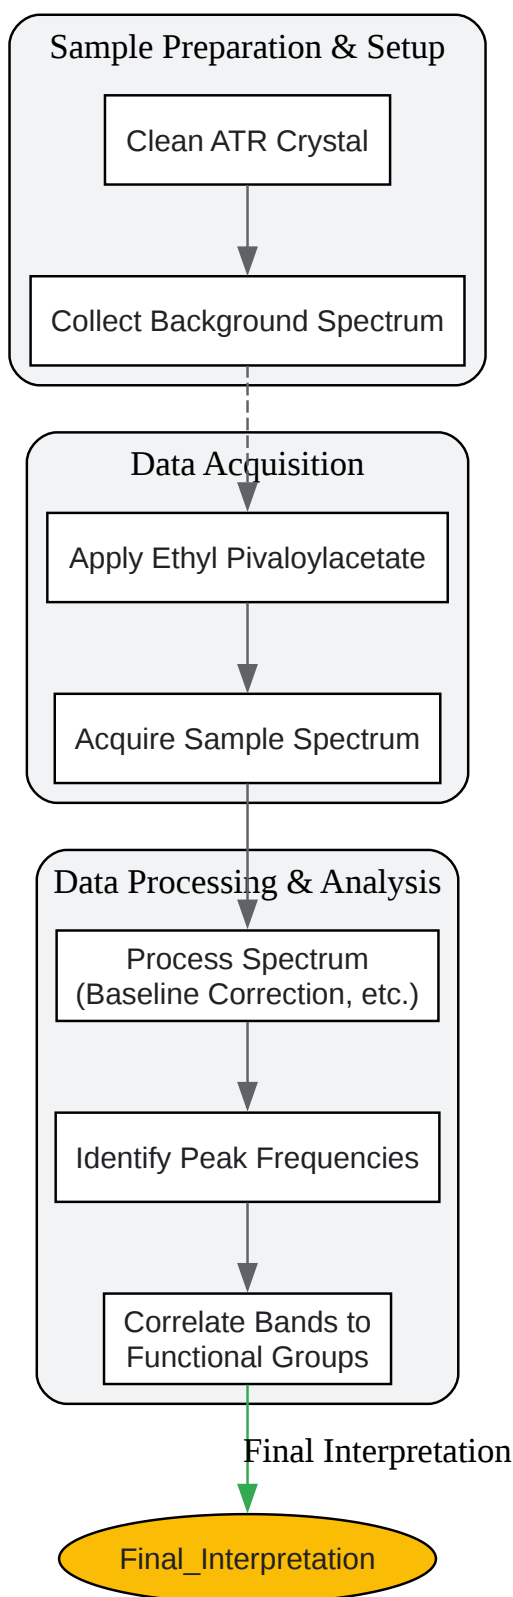 Sample Preparation & Setup
Clean ATR Crystal
Collect Background Spectrum
Data Acquisition
Apply Ethyl Pivaloylacetate
Acquire Sample Spectrum
Data Processing & Analysis
Process Spectrum
(Baseline Correction, etc.)
Identify Peak Frequencies
Correlate Bands to
Functional Groups
Final Interpretation
Final_Interpretation